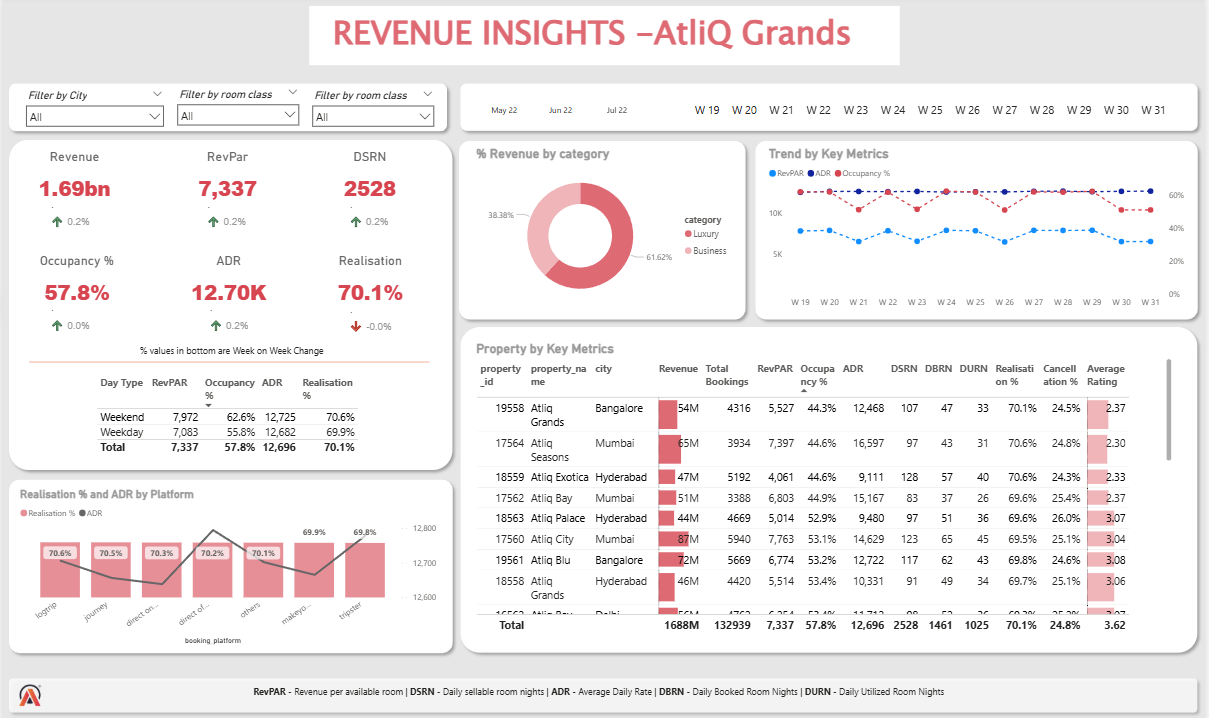 REVENUE INSIGHTS –AtliQ Grands
Filter by City
Filter by room class
Filter by room class
All
All
All
May 22 Jun 22 Jul 22
W 19 W 20 W 21 W 22 W 23 W 24 W 25 W 26 W 27 W 28 W 29 W 30 W 31
Revenue RevPar DSRN
1.69bn 7,337 2528
0.2% 0.2% 0.2%
Occupancy % ADR Realisation
57.8% 12.70K 70.1%
0.0% 0.2% -0.0%
% values in bottom are Week on Week Change
Day Type RevPAR Occupancy % ADR Realisation %
Weekend 7,972 62.6% 12,725 70.6%
Weekday 7,083 55.8% 12,682 69.9%
Total 7,337 57.8% 12,696 70.1%
Realisation % and ADR by Platform
Realisation % ADR
70.6% 70.5% 70.3% 70.2% 70.1% 69.9% 69.8%
12,800
12,700
12,600
logtrip journey direct on... direct of... others makeyo... tripster
booking_platform
% Revenue by category
38.38%
61.62%
category
Luxury
Business
Trend by Key Metrics
RevPAR ADR Occupancy %
10K
5K
60%
40%
20%
0%
W 19 W 20 W 21 W 22 W 23 W 24 W 25 W 26 W 27 W 28 W 29 W 30 W 31
Property by Key Metrics
property_id property_name city Revenue Total Bookings RevPAR Occupancy % ADR DSRN DBRN DURN Realisation % Cancellation % Average Rating
19558 Atliq Grands Bangalore 54M 4316 5,527 44.3% 12,468 107 47 33 70.1% 24.5% 2.37
17564 Atliq Seasons Mumbai 65M 3934 7,397 44.6% 16,597 97 43 31 70.6% 24.8% 2.30
18559 Atliq Exotica Hyderabad 47M 5192 4,061 44.6% 9,111 128 57 40 70.6% 24.3% 2.33
17562 Atliq Bay Mumbai 51M 3388 6,803 44.9% 15,167 83 37 26 69.6% 25.4% 2.37
18563 Atliq Palace Hyderabad 44M 4669 5,014 52.9% 9,480 97 51 36 69.6% 26.0% 3.07
17560 Atliq City Mumbai 87M 5940 7,763 53.1% 14,629 123 65 45 69.5% 25.1% 3.04
19561 Atliq Blu Bangalore 72M 5669 6,774 53.2% 12,722 117 62 43 69.8% 24.6% 3.08
18558 Atliq Grands Hyderabad 46M 4420 5,514 53.4% 10,331 91 49 34 69.7% 25.1% 3.06
Total 1688M 132939 7,337 57.8% 12,696 2528 1461 1025 70.1% 24.8% 3.62
RevPAR - Revenue per available room | DSRN - Daily sellable room nights | ADR - Average Daily Rate | DBRN - Daily Booked Room Nights | DURN - Daily Utilized Room Nights